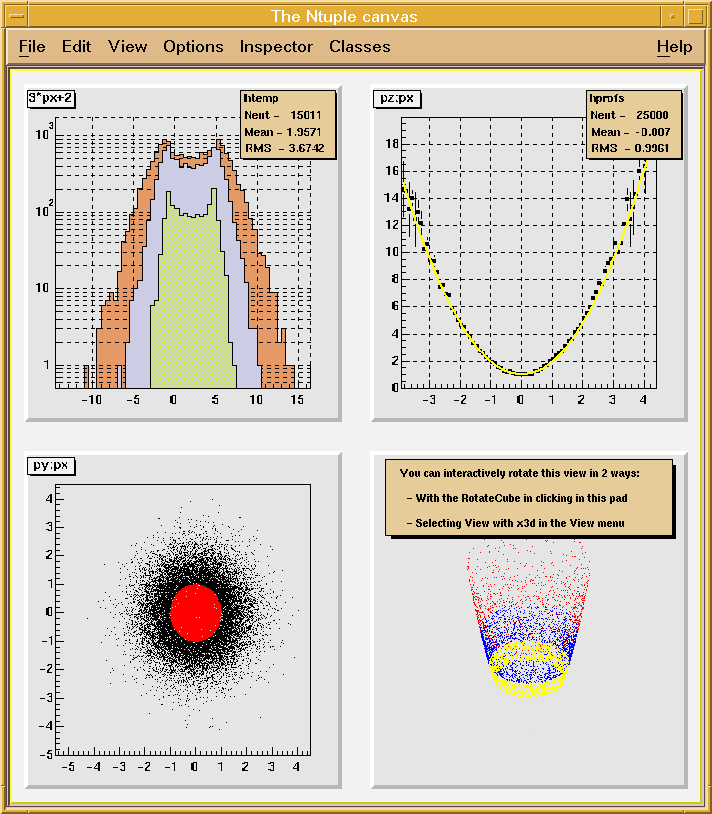 The Ntuple canvas
File Edit View Options Inspector Classes Help
3*px+2
htemp
Nent = 15011
Mean = 1.9571
RMS = 3.6742
10^3
10^2
10
1
-10 -5 0 5 10 15
pz:px
hprofs
Nent = 25000
Mean = -0.007
RMS = 0.9961
18
16
14
12
10
8
6
4
2
0
-3 -2 -1 0 1 2 3 4
py:px
4
3
2
1
0
-1
-2
-3
-4
-5
-5 -4 -3 -2 -1 0 1 2 3 4
You can interactively rotate this view in 2 ways:
- With the RotateCube in clicking in this pad
- Selecting View with x3d in the View menu